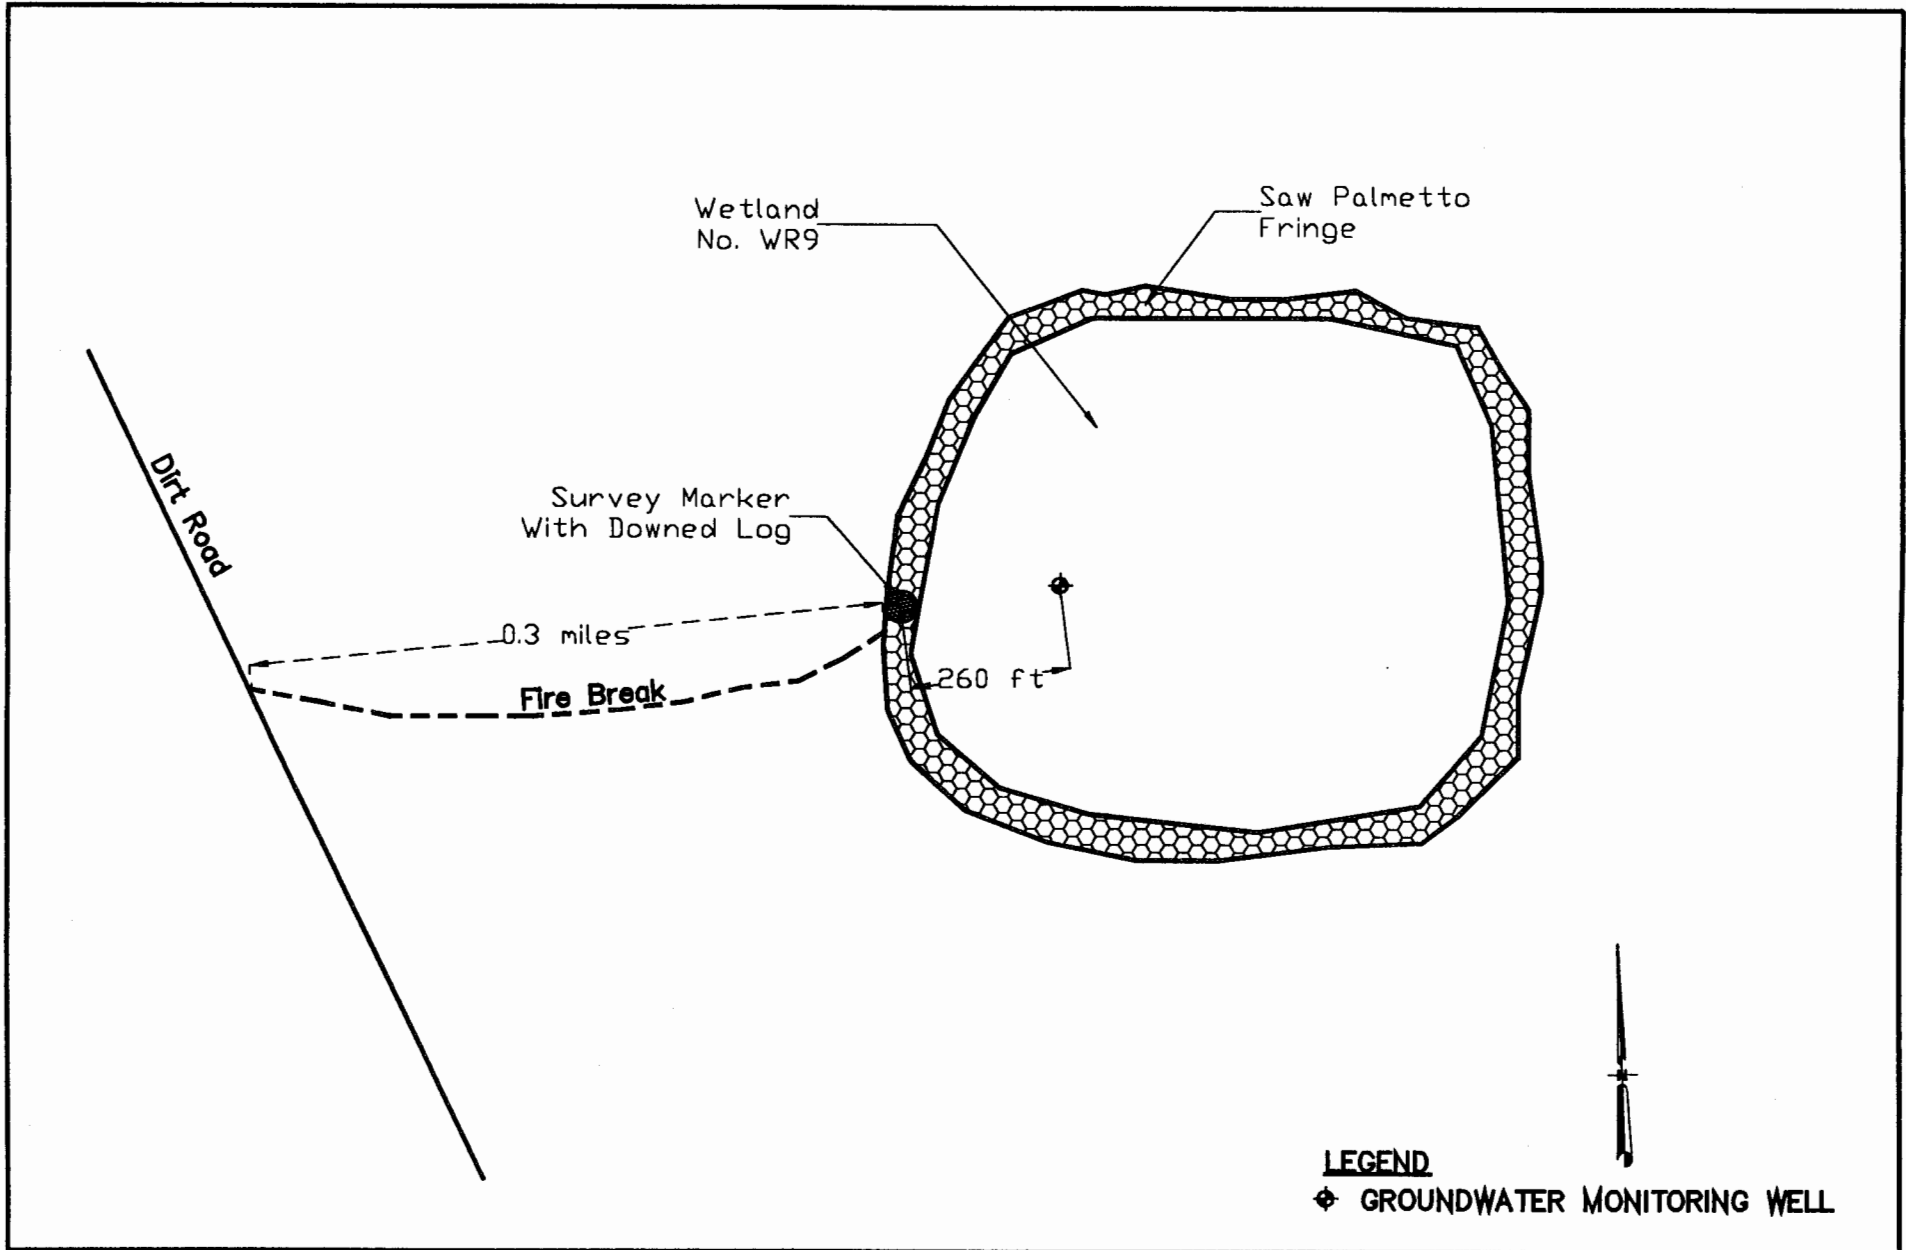 Wetland
No. WR9
Saw Palmetto
Fringe
Dirt Road
Survey Marker
With Downed Log
0.3 miles
Fire Break
260 ft
LEGEND
GROUNDWATER MONITORING WELL